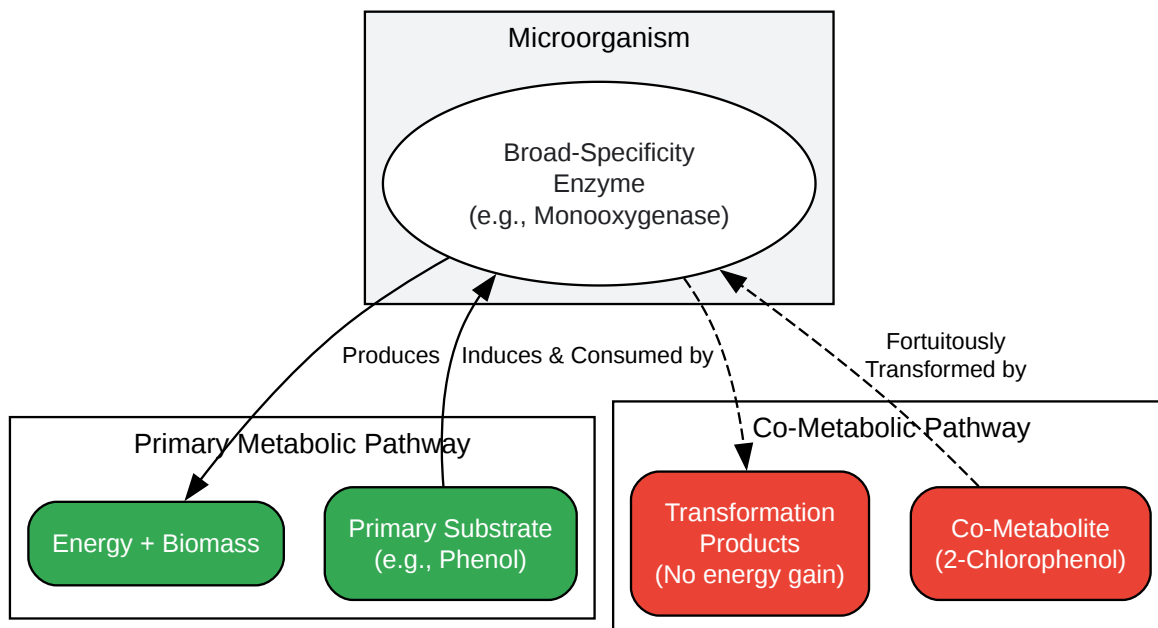 Microorganism
Broad-Specificity
Enzyme
(e.g., Monooxygenase)
Produces
Induces & Consumed by
Fortuitously
Transformed by
Primary Metabolic Pathway
Energy + Biomass
Primary Substrate
(e.g., Phenol)
Co-Metabolic Pathway
Transformation
Products
(No energy gain)
Co-Metabolite
(2-Chlorophenol)